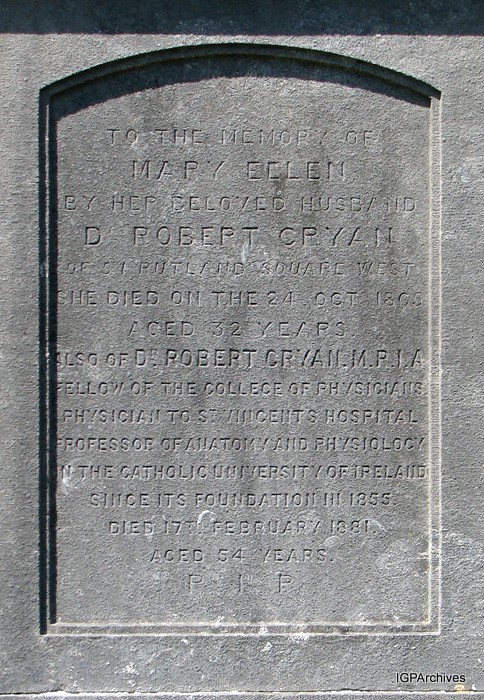 TO THE MEMORY OF
MARY ELLEN
BY HER BELOVED HUSBAND
DR ROBERT CRYAN
OF 54 RUTLAND SQUARE WEST
SHE DIED ON THE 24 OCT 1869
AGED 32 YEARS
ALSO OF DR ROBERT CRYAN. M.R.I.A
FELLOW OF THE COLLEGE OF PHYSICIANS
PHYSICIAN TO ST VINCENT'S HOSPITAL
PROFESSOR OF ANATOMY AND PHYSIOLOGY
IN THE CATHOLIC UNIVERSITY OF IRELAND
SINCE ITS FOUNDATION IN 1855.
DIED 17TH FEBRUARY 1881.
AGED 54 YEARS.
R I P
IGPArchives